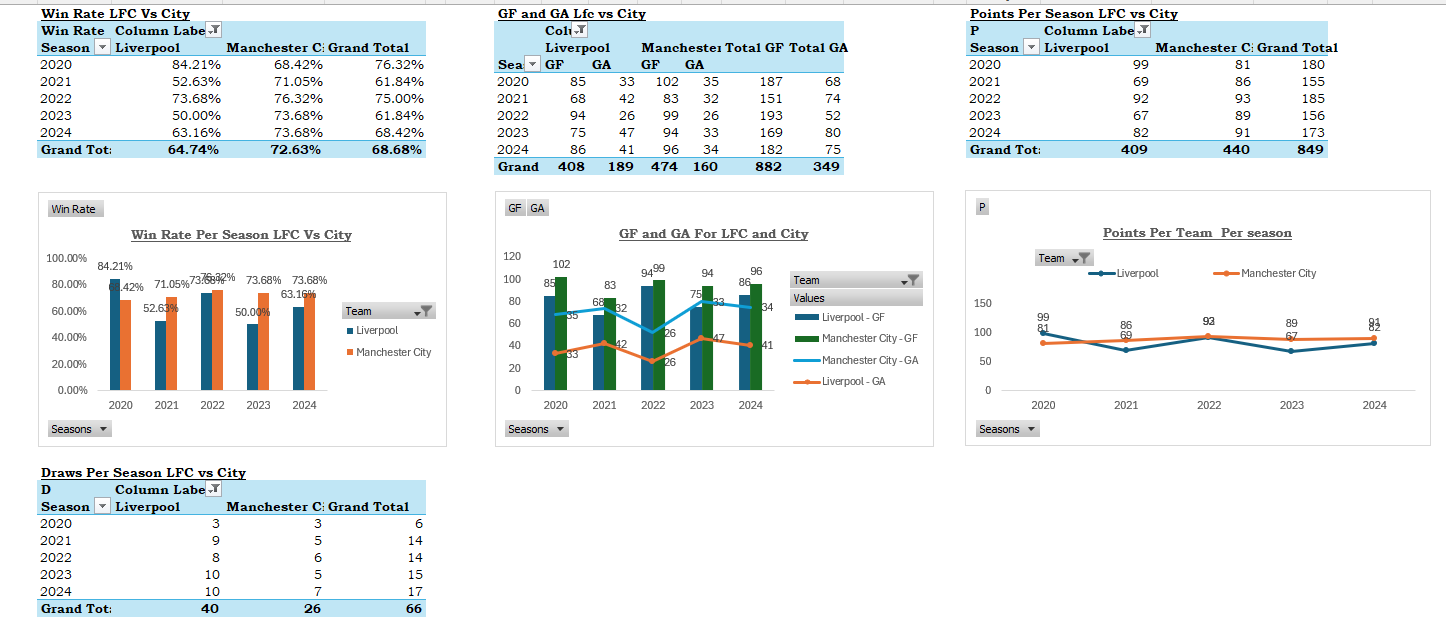 Win Rate LFC Vs City
Win Rate Column Labe
Season Liverpool Manchester Ci Grand Total
2020 84.21% 68.42% 76.32%
2021 52.63% 71.05% 61.84%
2022 73.68% 76.32% 75.00%
2023 50.00% 73.68% 61.84%
2024 63.16% 73.68% 68.42%
Grand Tot 64.74% 72.63% 68.68%
GF and GA Lfc vs City
Colu
Liverpool Manchester Total GF Total GA
Sea GF GA GF GA
2020 85 33 102 35 187 68
2021 68 42 83 32 151 74
2022 94 26 99 26 193 52
2023 75 47 94 33 169 80
2024 86 41 96 34 182 75
Grand 408 189 474 160 882 349
Points Per Season LFC vs City
P Column Labe
Season Liverpool Manchester Ci Grand Total
2020 99 81 180
2021 69 86 155
2022 92 93 185
2023 67 89 156
2024 82 91 173
Grand Tot 409 440 849
Win Rate
Win Rate Per Season LFC Vs City
100.00%
80.00%
60.00%
40.00%
20.00%
0.00%
84.21% 68.42% 52.63% 71.05% 73.68% 76.32% 50.00% 73.68% 63.16% 73.68%
2020 2021 2022 2023 2024
Team
Liverpool
Manchester City
Seasons
GF GA
GF and GA For LFC and City
120
100
80
60
40
20
0
85 102 68 83 94 99 75 94 86 96
35 32 26 33 34
33 42 26 47 41
2020 2021 2022 2023 2024
Team
Values
Liverpool - GF
Manchester City - GF
Manchester City - GA
Liverpool - GA
Seasons
P
Points Per Team Per season
Team
Liverpool Manchester City
150
100
50
0
99 86 92 89 91
81 69 93 67 82
2020 2021 2022 2023 2024
Seasons
Draws Per Season LFC vs City
D Column Labe
Season Liverpool Manchester Ci Grand Total
2020 3 3 6
2021 9 5 14
2022 8 6 14
2023 10 5 15
2024 10 7 17
Grand Tot 40 26 66